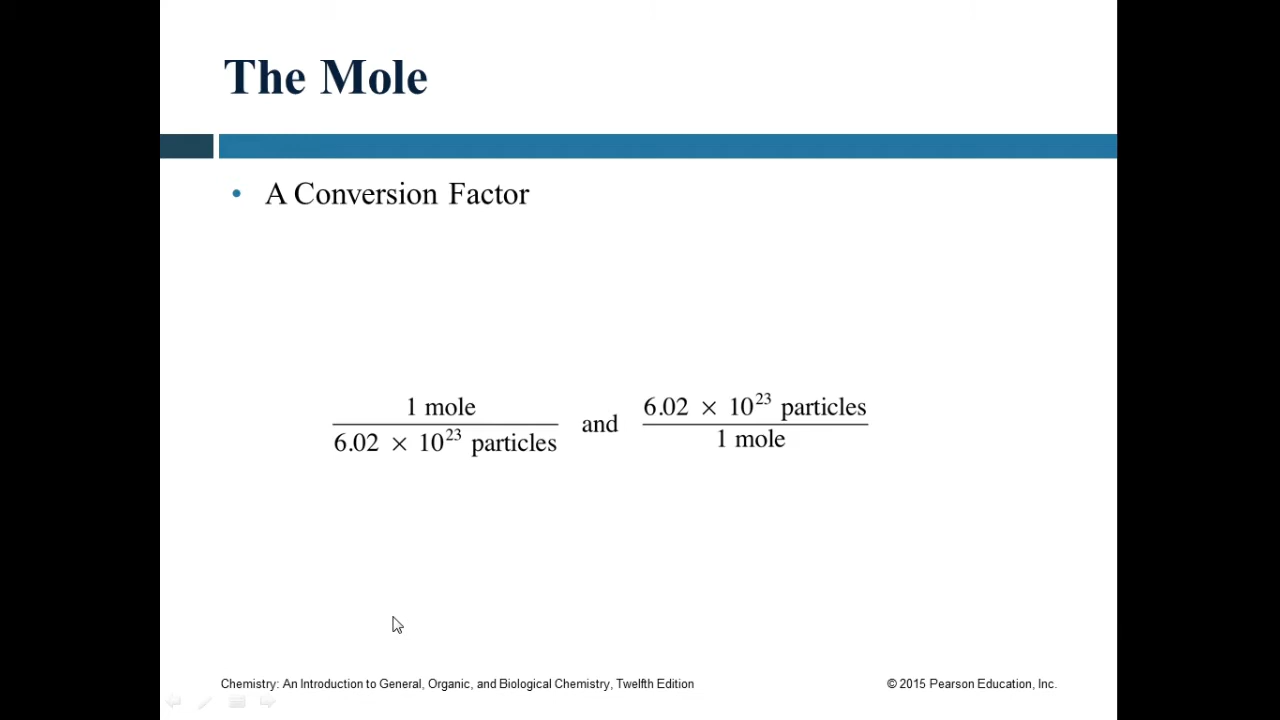 The Mole
• A Conversion Factor
1 mole
6.02 × 10²³ particles
and
6.02 × 10²³ particles
1 mole
Chemistry: An Introduction to General, Organic, and Biological Chemistry, Twelfth Edition
© 2015 Pearson Education, Inc.